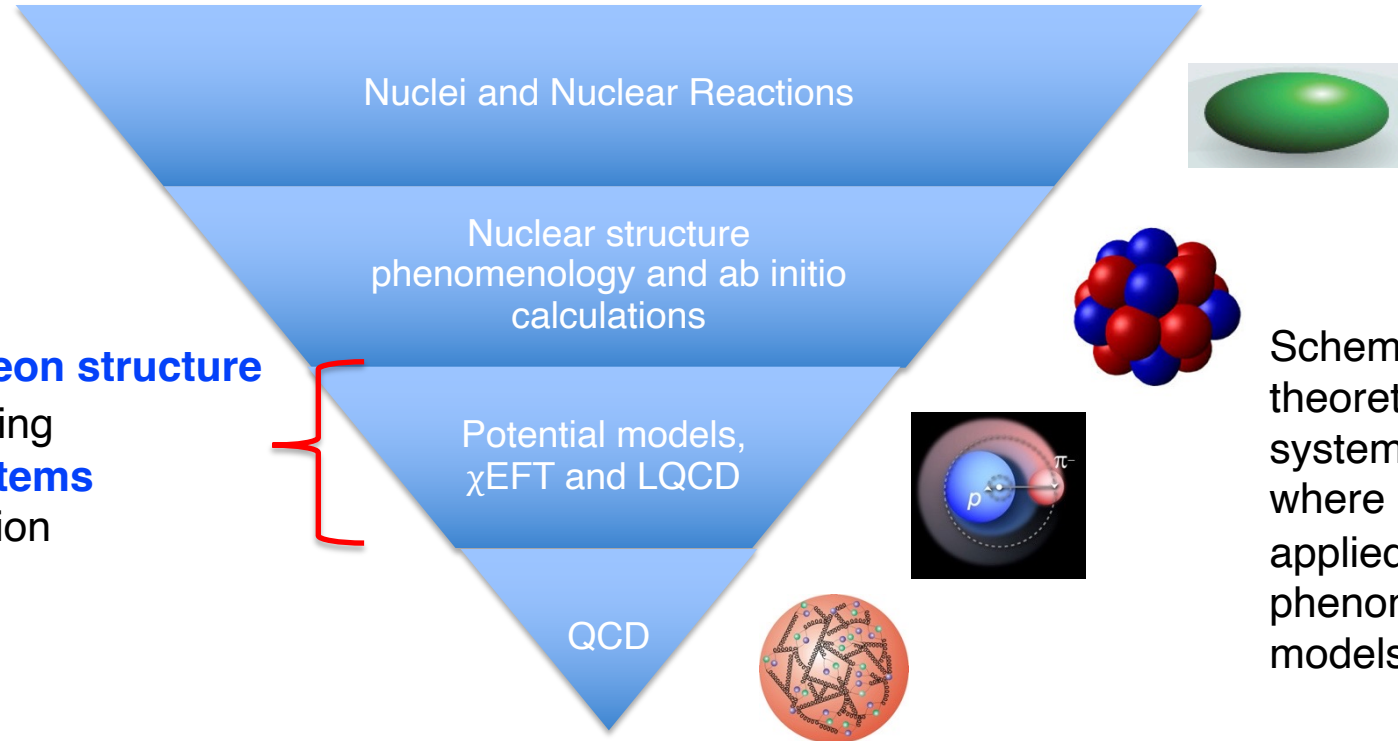 Nuclei and Nuclear Reactions
Nuclear structure
phenomenology and ab initio
calculations
eon structure
ing
tems
ion
Potential models,
χEFT and LQCD
QCD
p
π⁻
Schem
theoret
system
where
applied
phenor
models